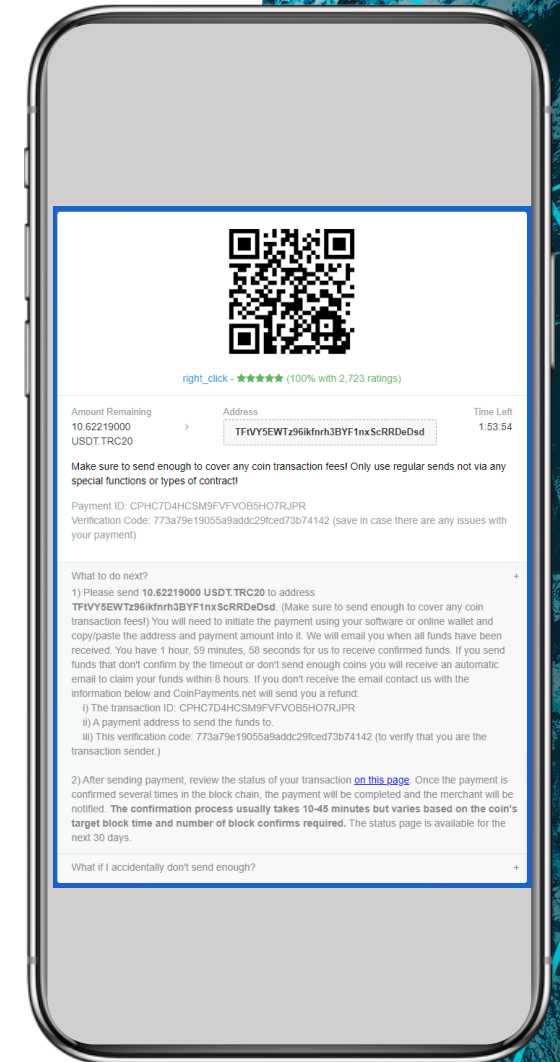 right_click - ★★★★★ (100% with 2,723 ratings)
Amount Remaining
10.62219000
USDT.TRC20
>
Address
TFtVY5EWTz96ikfnrh3BYF1nxScRRDeDsd
Time Left
1:53:54
Make sure to send enough to cover any coin transaction fees! Only use regular sends not via any
special functions or types of contract!
Payment ID: CPHC7D4HCSM9FVFVOB5HO7RJPR
Verification Code: 773a79e19055a9addc29fced73b74142 (save in case there are any issues with
your payment)
What to do next? +
1) Please send 10.62219000 USDT.TRC20 to address
TFtVY5EWTz96ikfnrh3BYF1nxScRRDeDsd. (Make sure to send enough to cover any coin
transaction fees!) You will need to initiate the payment using your software or online wallet and
copy/paste the address and payment amount into it. We will email you when all funds have been
received. You have 1 hour, 59 minutes, 58 seconds for us to receive confirmed funds. If you send
funds that don't confirm by the timeout or don't send enough coins you will receive an automatic
email to claim your funds within 8 hours. If you don't receive the email contact us with the
information below and CoinPayments.net will send you a refund:
i) The transaction ID: CPHC7D4HCSM9FVFVOB5HO7RJPR
ii) A payment address to send the funds to.
iii) This verification code: 773a79e19055a9addc29fced73b74142 (to verify that you are the
transaction sender.)
2) After sending payment, review the status of your transaction on this page. Once the payment is
confirmed several times in the block chain, the payment will be completed and the merchant will be
notified. The confirmation process usually takes 10-45 minutes but varies based on the coin's
target block time and number of block confirms required. The status page is available for the
next 30 days.
What if I accidentally don't send enough? +